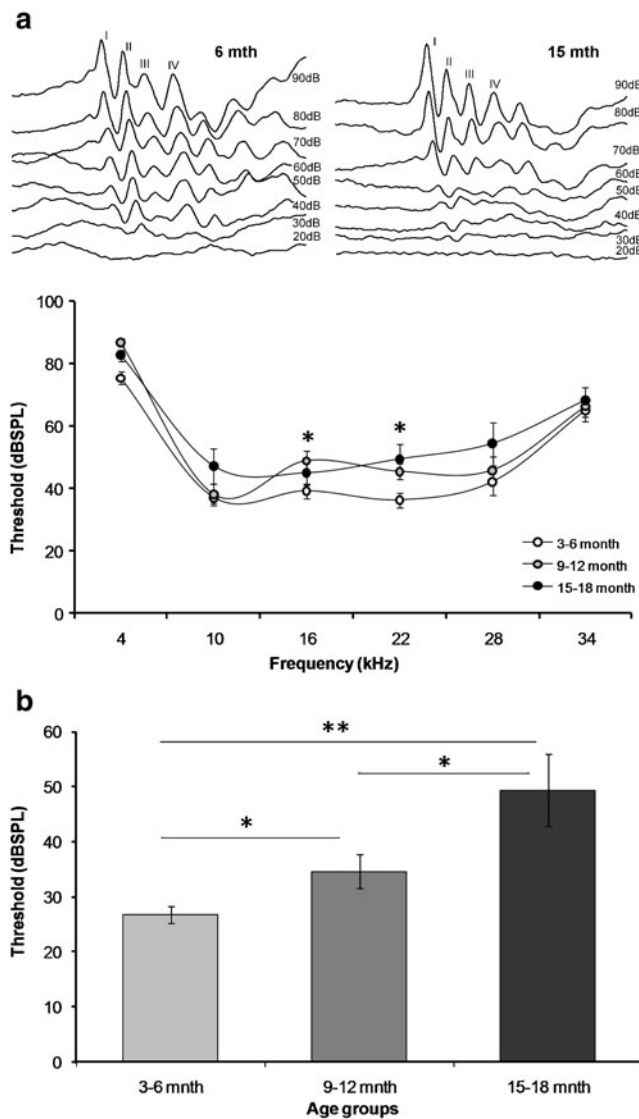 a
6 mth
I
II
III
IV
90dB
80dB
70dB
60dB
50dB
40dB
30dB
20dB
15 mth
I
II
III
IV
90dB
80dB
70dB
60dB
50dB
40dB
30dB
20dB
Threshold (dBSPL)
100
80
60
40
20
0
*
*
3-6 month
9-12 month
15-18 month
4 10 16 22 28 34
Frequency (kHz)
b
Threshold (dBSPL)
60
50
40
30
20
10
0
**
*
*
3-6 mnth 9-12 mnth 15-18 mnth
Age groups